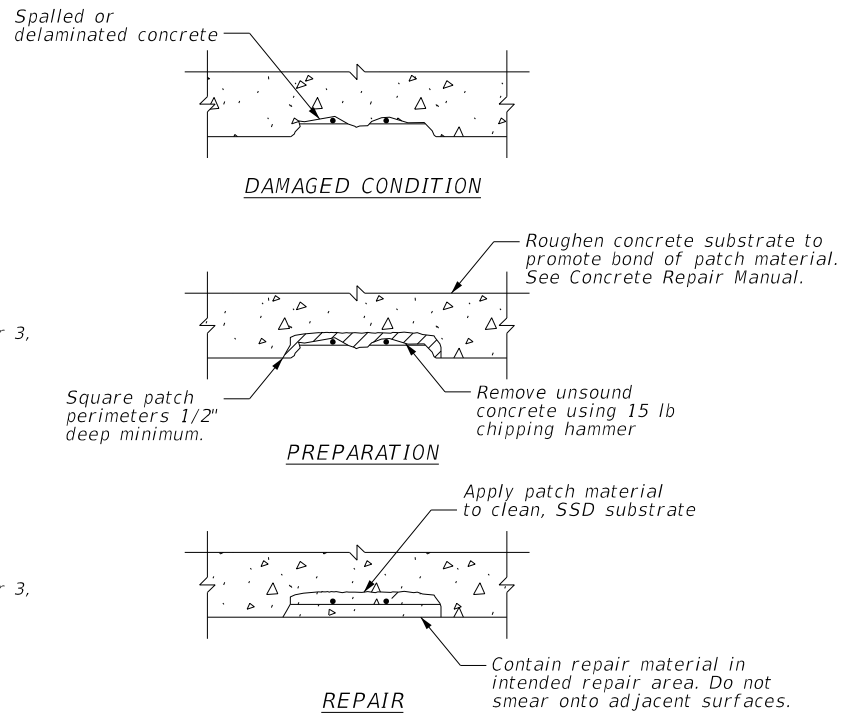 Spalled or
delaminated concrete
DAMAGED CONDITION
Roughen concrete substrate to
promote bond of patch material.
See Concrete Repair Manual.
r 3,
Square patch
perimeters 1/2"
deep minimum.
Remove unsound
concrete using 15 lb
chipping hammer
PREPARATION
Apply patch material
to clean, SSD substrate
r 3,
Contain repair material in
intended repair area. Do not
smear onto adjacent surfaces.
REPAIR